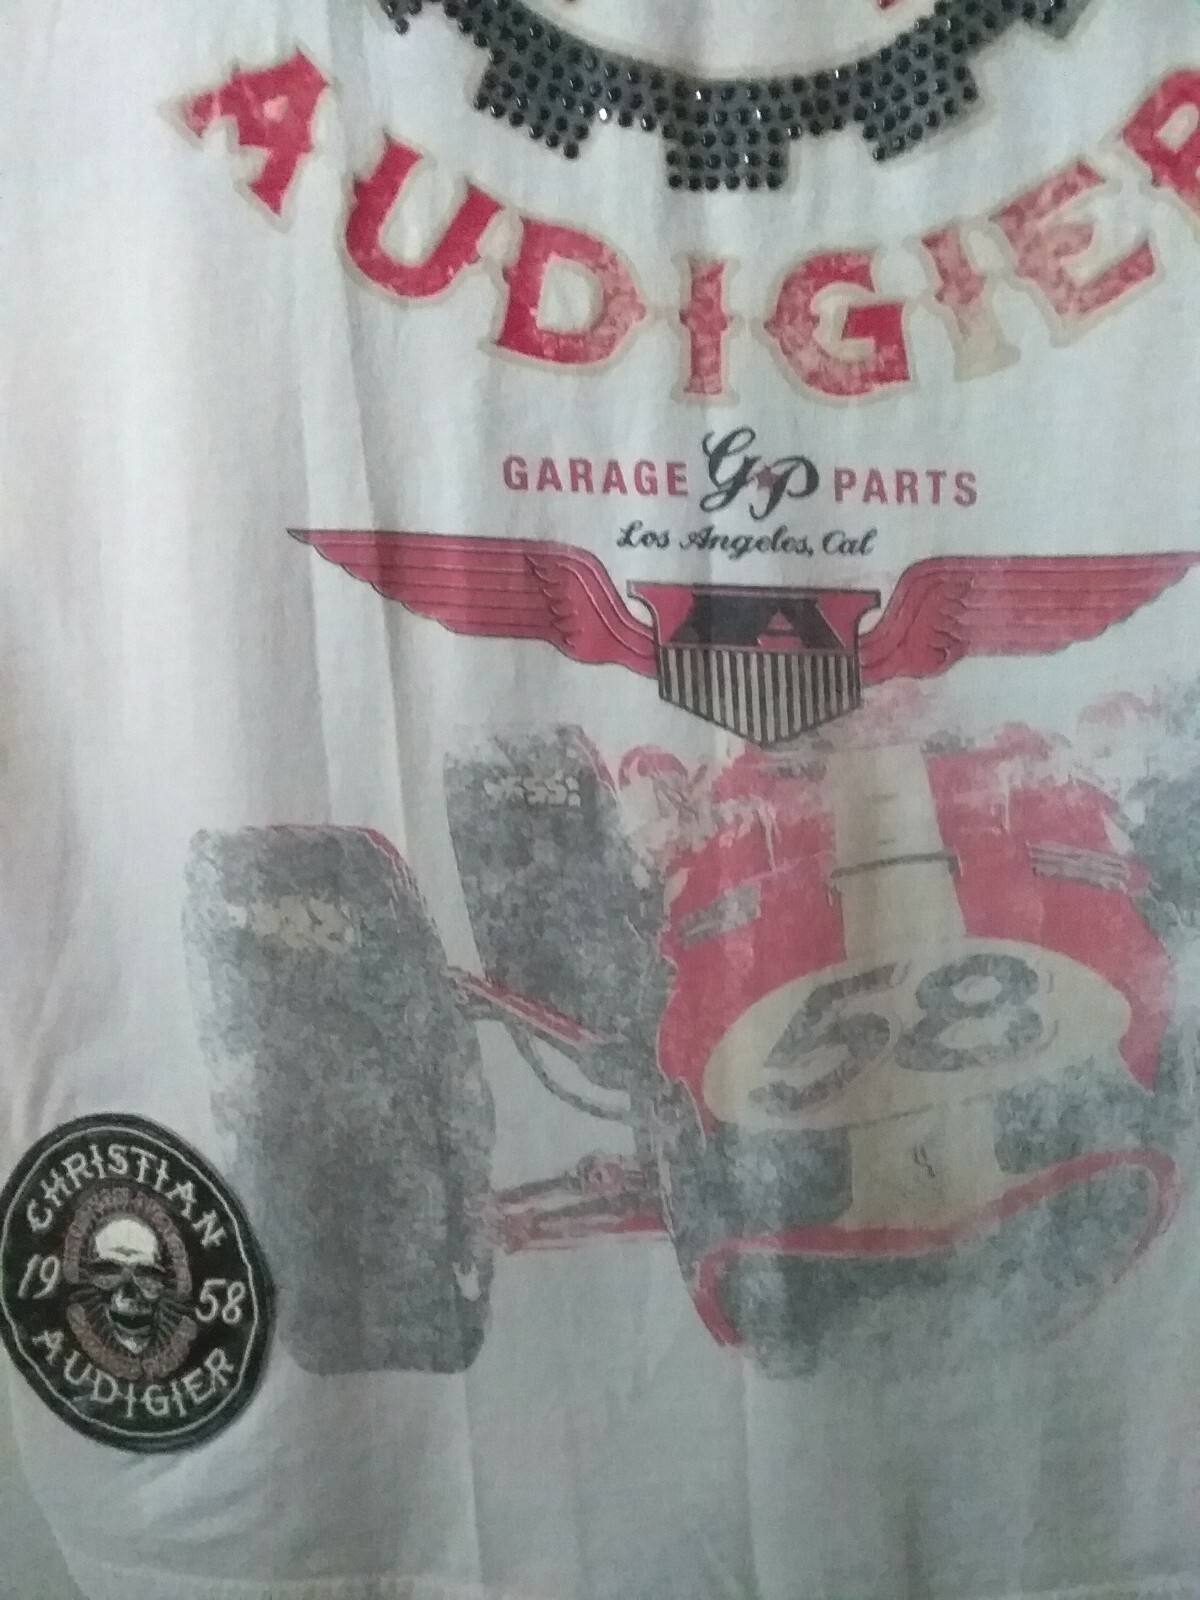 AUDIGIER
GARAGE GP PARTS
Los Angeles, Cal
A
58
CHRISTIAN
19 58
AUDIGIER